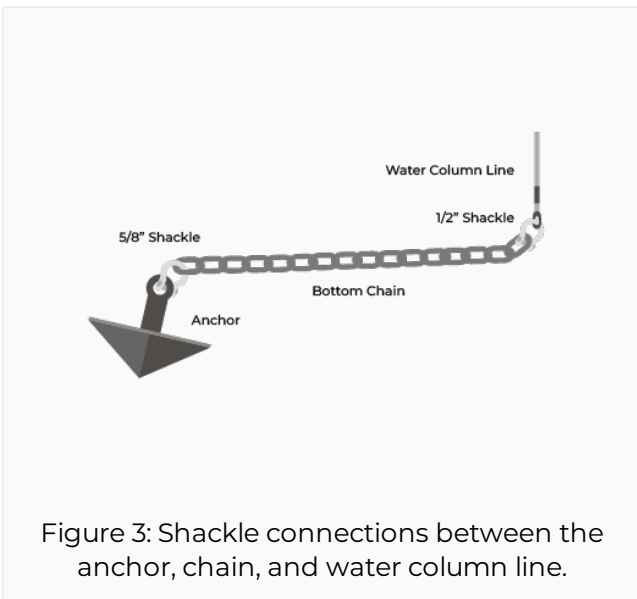 Water Column Line
1/2” Shackle
5/8” Shackle
Bottom Chain
Anchor
Figure 3: Shackle connections between the
anchor, chain, and water column line.